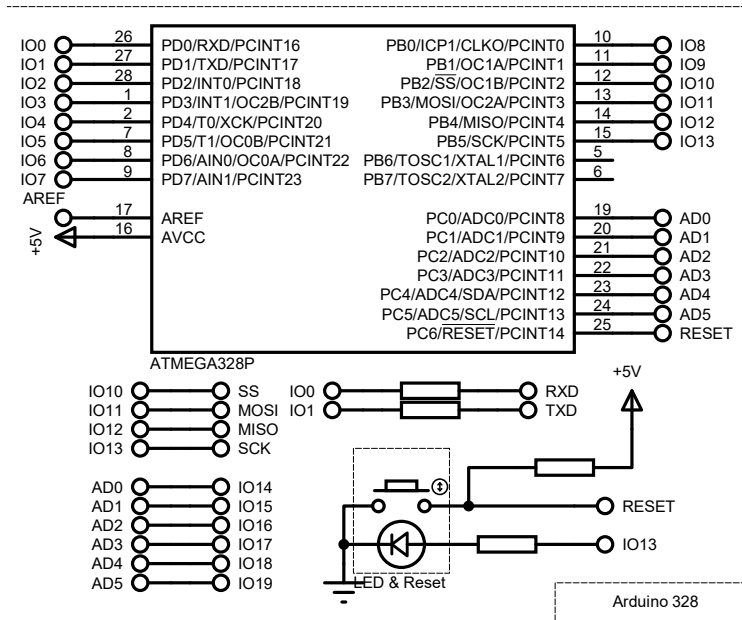 IO0 26 PD0/RXD/PCINT16 PB0/ICP1/CLKO/PCINT0 10 IO8
IO1 27 PD1/TXD/PCINT17 PB1/OC1A/PCINT1 11 IO9
IO2 28 PD2/INT0/PCINT18 PB2/SS/OC1B/PCINT2 12 IO10
IO3 1 PD3/INT1/OC2B/PCINT19 PB3/MOSI/OC2A/PCINT3 13 IO11
IO4 2 PD4/T0/XCK/PCINT20 PB4/MISO/PCINT4 14 IO12
IO5 7 PD5/T1/OC0B/PCINT21 PB5/SCK/PCINT5 15 IO13
IO6 8 PD6/AIN0/OC0A/PCINT22 PB6/TOSC1/XTAL1/PCINT6 5
IO7 9 PD7/AIN1/PCINT23 PB7/TOSC2/XTAL2/PCINT7 6
AREF
17 AREF PC0/ADC0/PCINT8 19 AD0
+5V 16 AVCC PC1/ADC1/PCINT9 20 AD1
PC2/ADC2/PCINT10 21 AD2
PC3/ADC3/PCINT11 22 AD3
PC4/ADC4/SDA/PCINT12 23 AD4
PC5/ADC5/SCL/PCINT13 24 AD5
PC6/RESET/PCINT14 25 RESET
ATMEGA328P
+5V
IO10 SS IO0 RXD
IO11 MOSI IO1 TXD
IO12 MISO
IO13 SCK
AD0 IO14
AD1 IO15 RESET
AD2 IO16
AD3 IO17 IO13
AD4 IO18
AD5 IO19 LED & Reset
Arduino 328